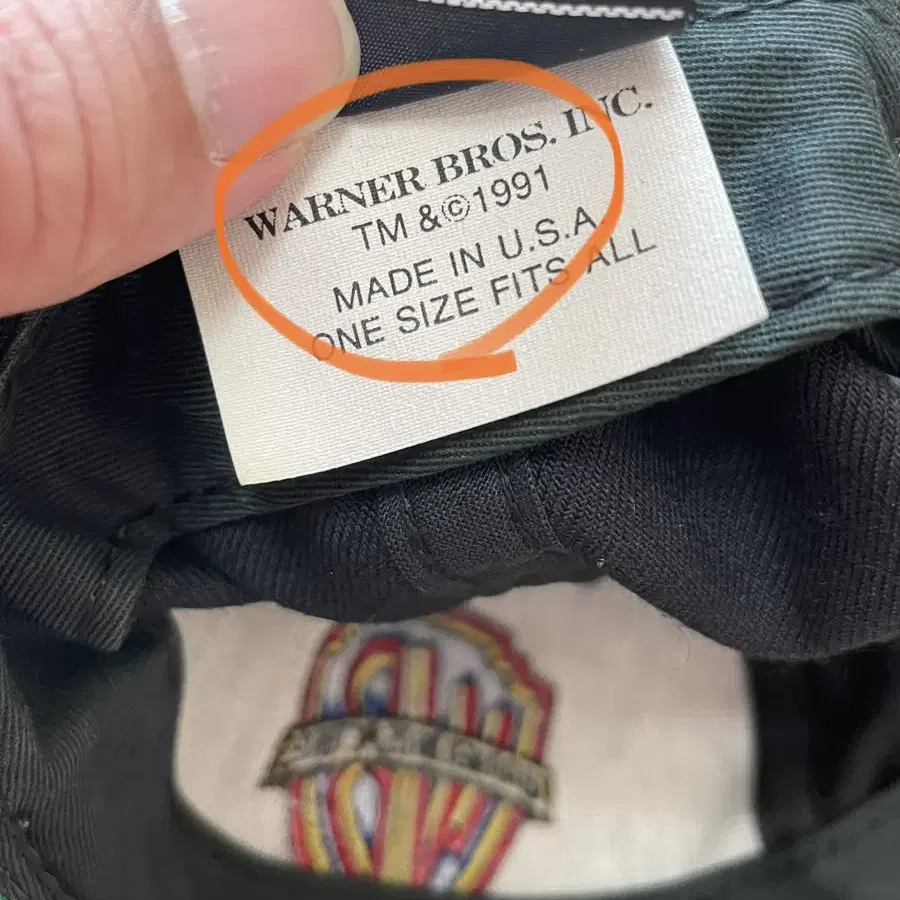 WARNER BROS. INC.
TM &©1991
MADE IN U.S.A.
ONE SIZE FITS ALL